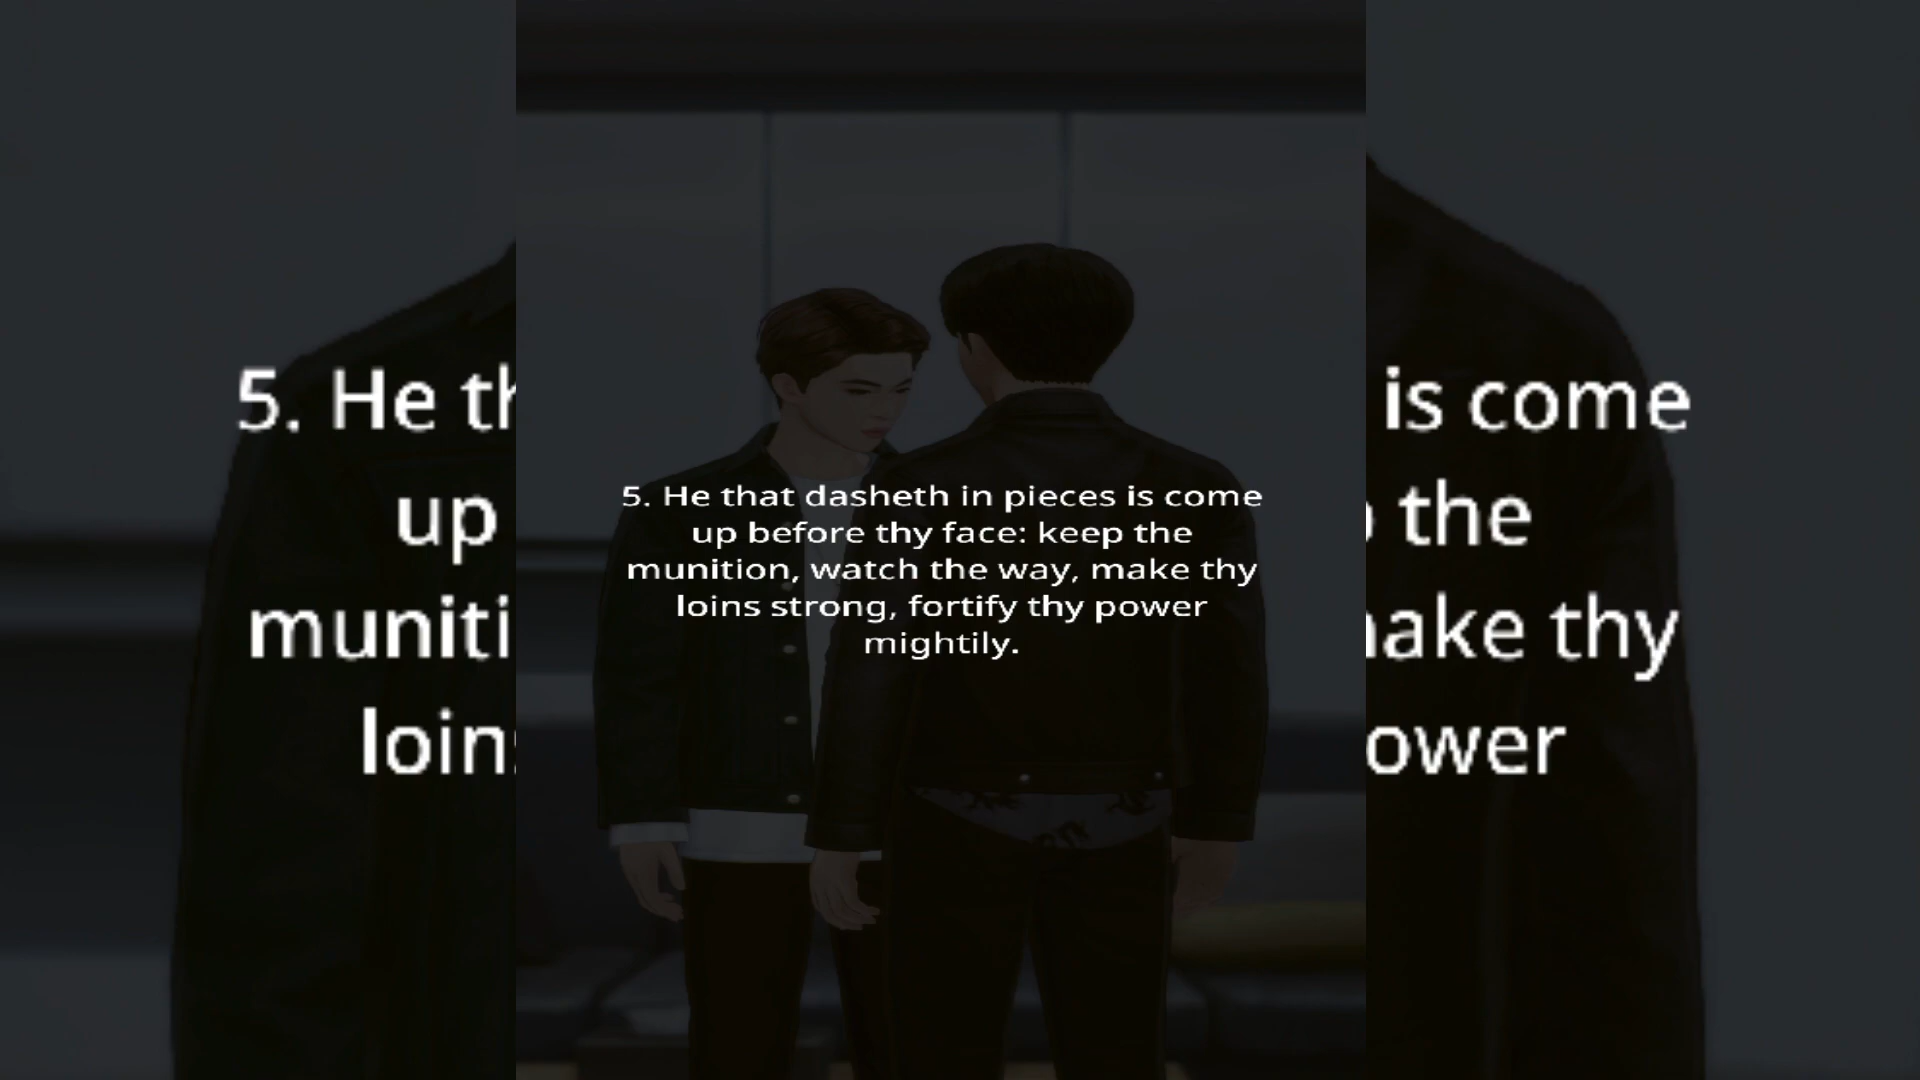 5. He that dasheth in pieces is come
up before thy face: keep the
munition, watch the way, make thy
loins strong, fortify thy power
mightily.